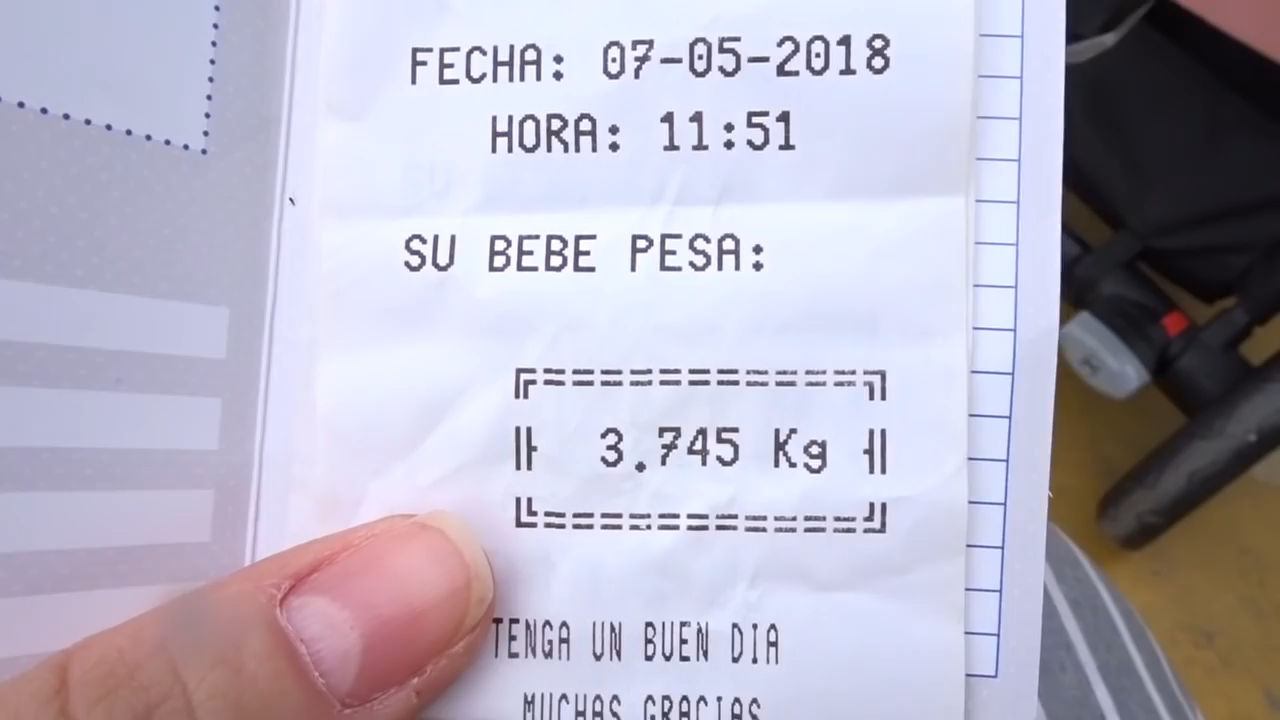 FECHA: 07-05-2018
HORA: 11:51
SU BEBE PESA:
3.745 Kg
TENGA UN BUEN DIA
MUCHAS GRACIAS